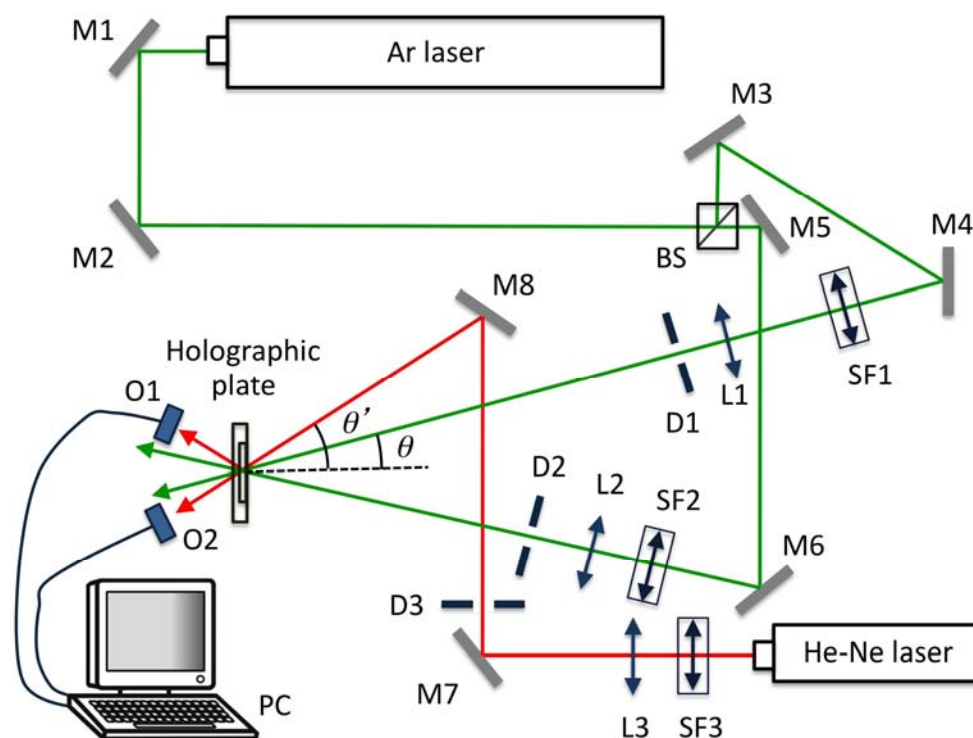 M1
Ar laser
M3
M2
BS
M5
M4
M8
Holographic
plate
O1
θ'
θ
SF1
L1
D1
D2
L2
SF2
O2
M6
D3
He-Ne laser
M7
PC
L3
SF3